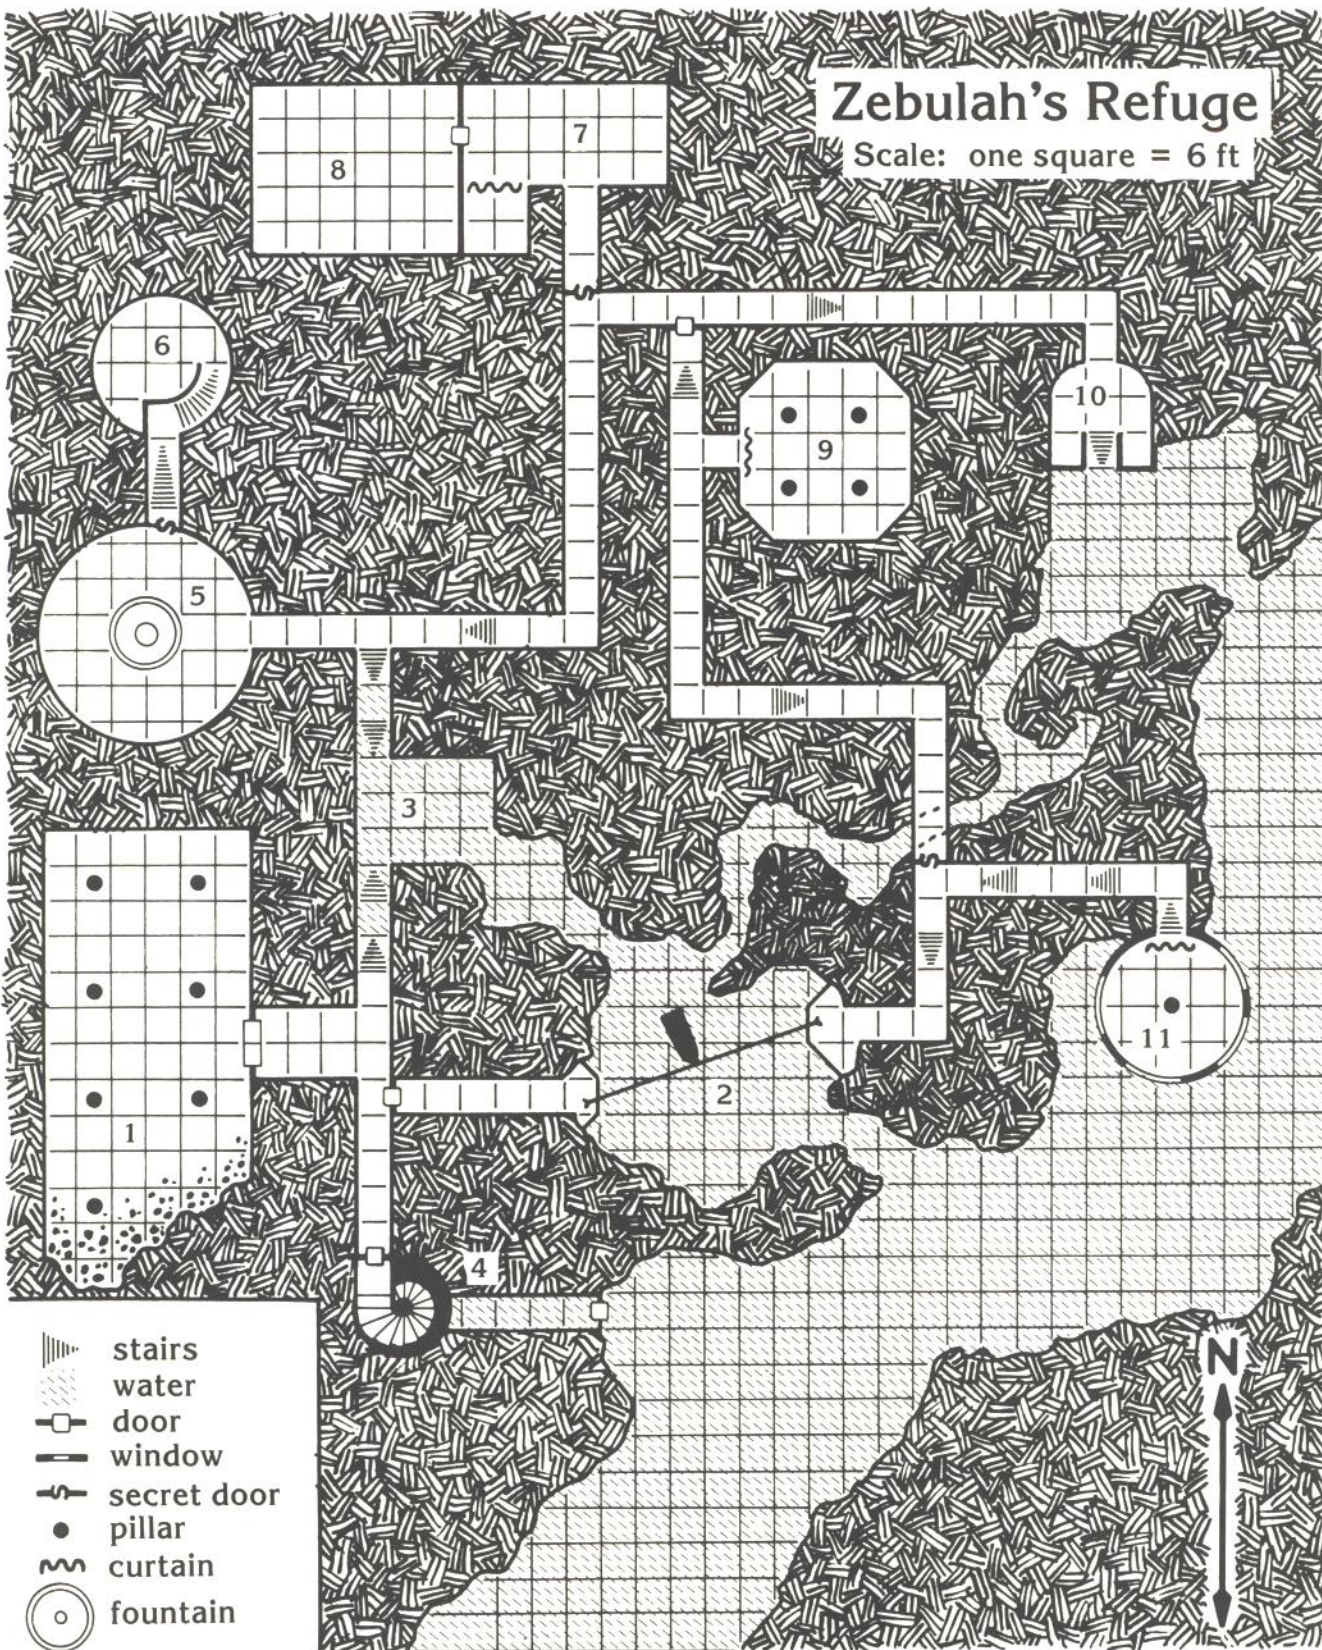 Zebulah's Refuge
Scale: one square = 6 ft
7
8
6
10
9
5
3
11
2
1
4
N
stairs
water
door
window
secret door
pillar
curtain
fountain